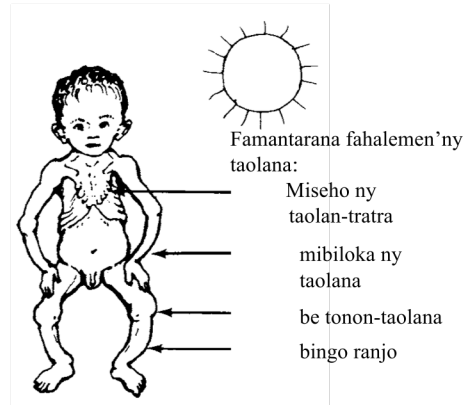 Famantarana fahalemen’ny
taolana:
Miseho ny
taolan-tratra
mibiloka ny
taolana
be tonon-taolana
bingo ranjo